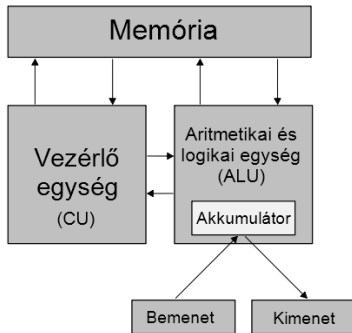 Memória
Vezérlő
egység
(CU)
Aritmetikai és
logikai egység
(ALU)
Akkumulátor
Bemenet
Kimenet